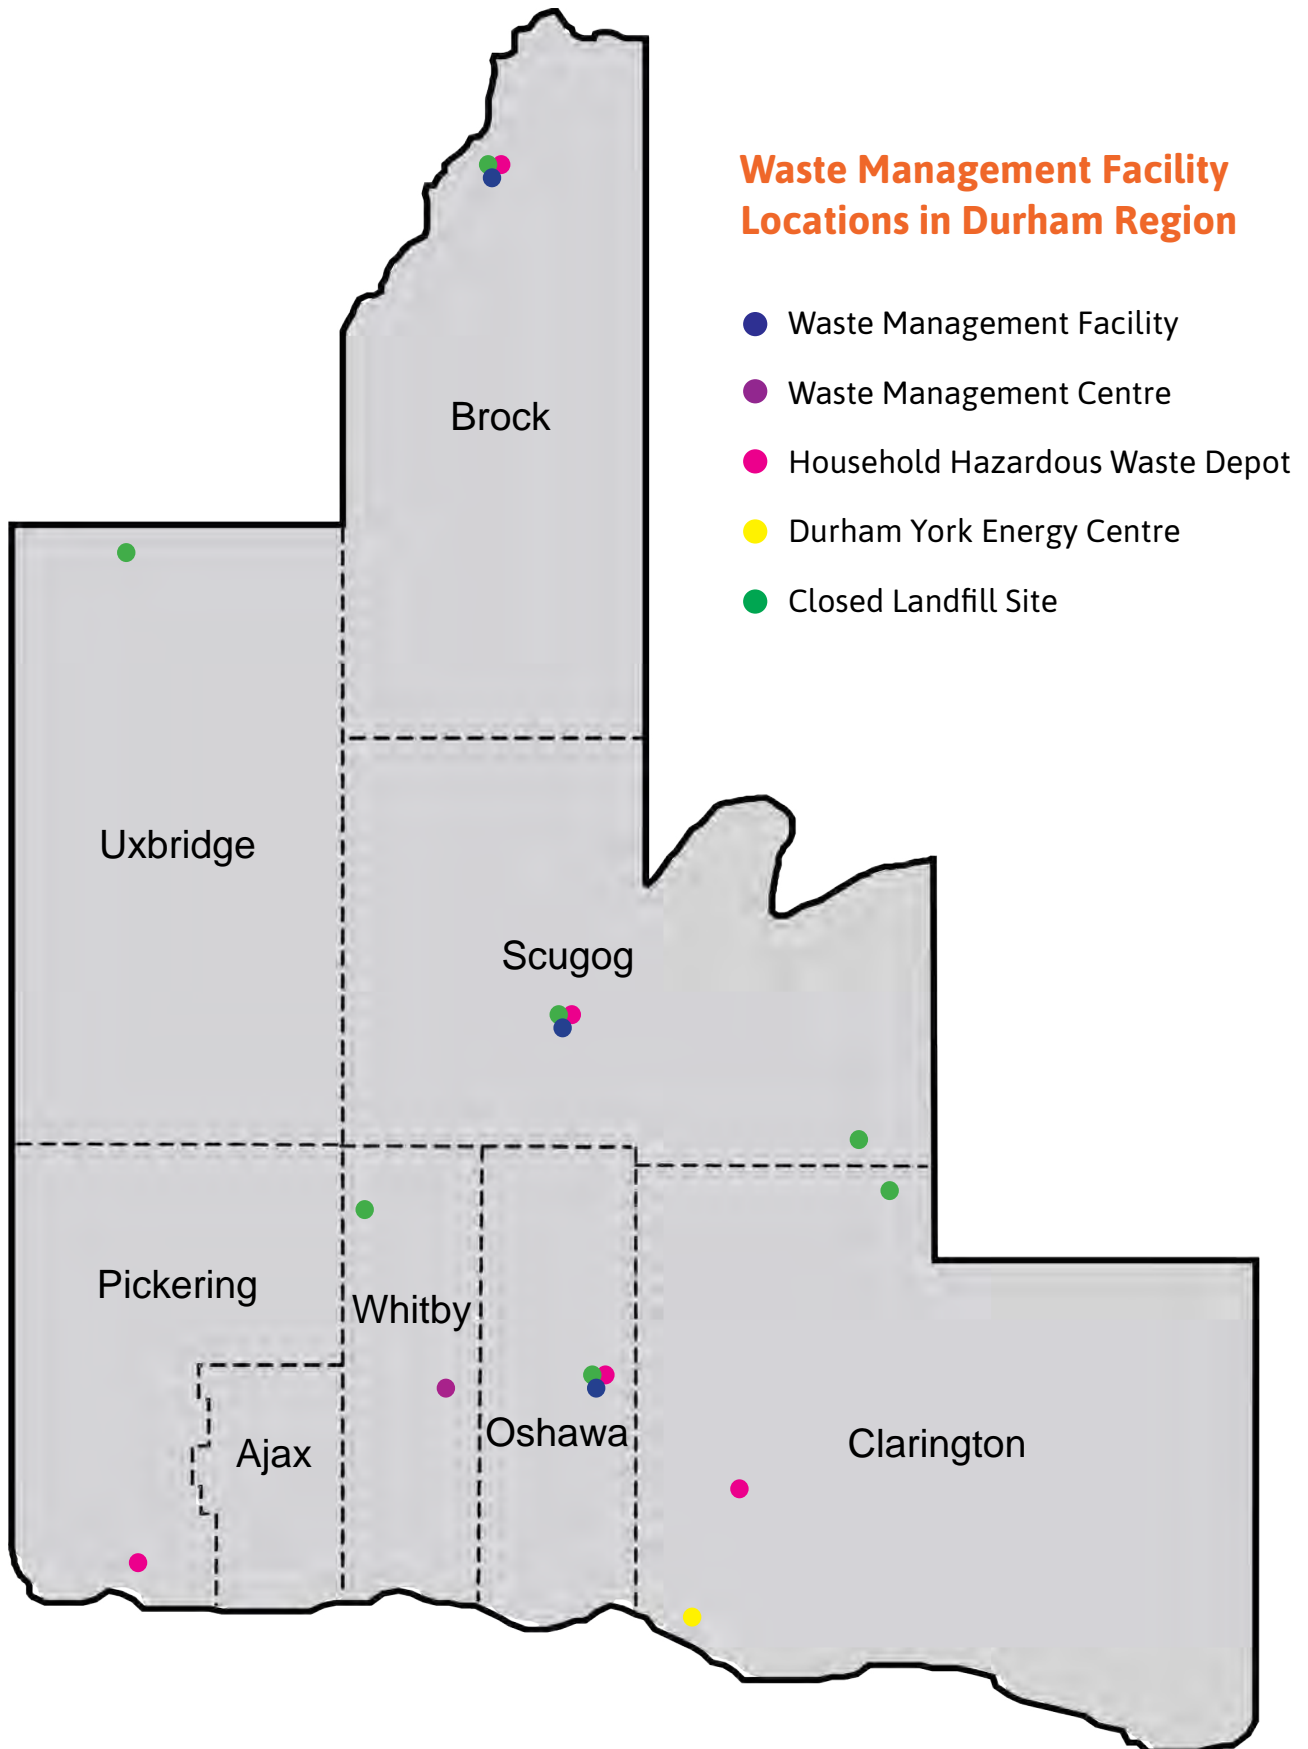 Waste Management Facility
Locations in Durham Region
Waste Management Facility
Waste Management Centre
Household Hazardous Waste Depot
Durham York Energy Centre
Closed Landfill Site
Brock
Uxbridge
Scugog
Pickering
Whitby
Ajax
Oshawa
Clarington